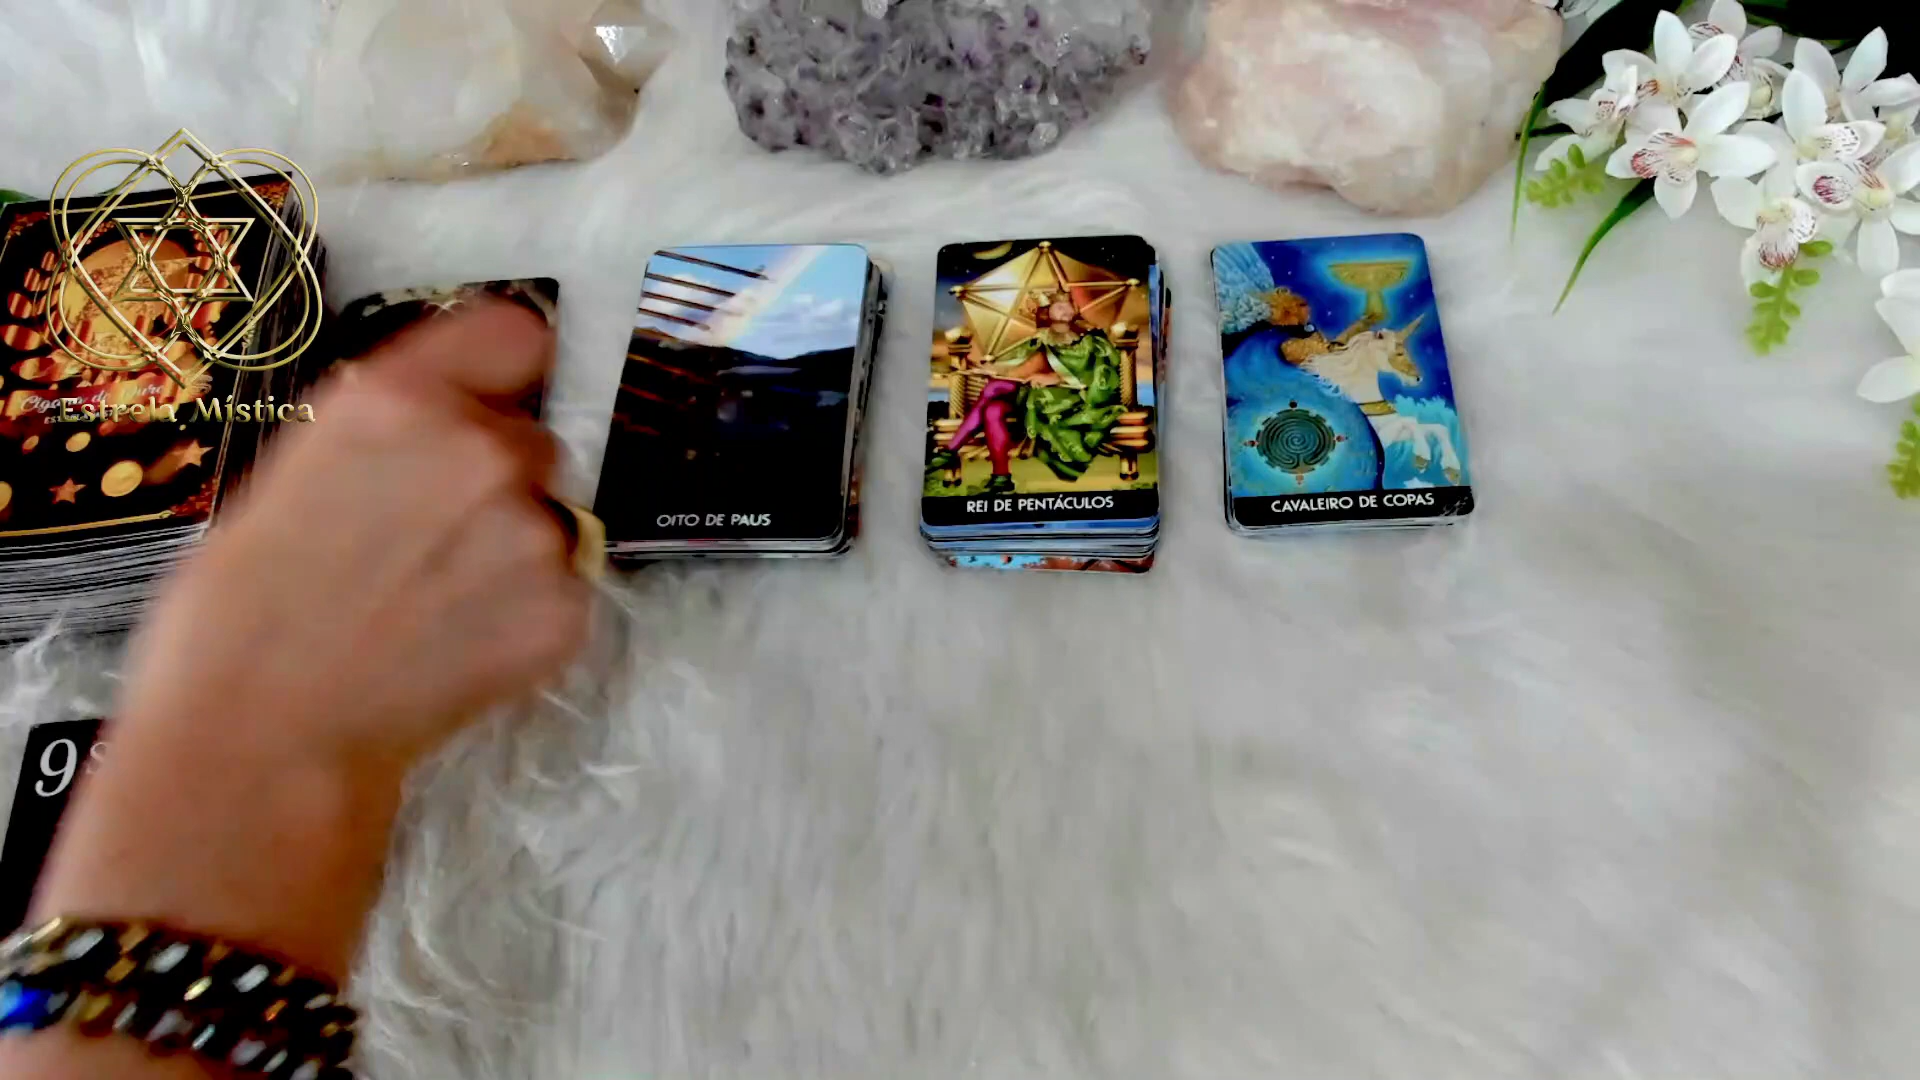 Estrela Mística
OITO DE PAUS
REI DE PENTÁCULOS
CAVALEIRO DE COPAS
9